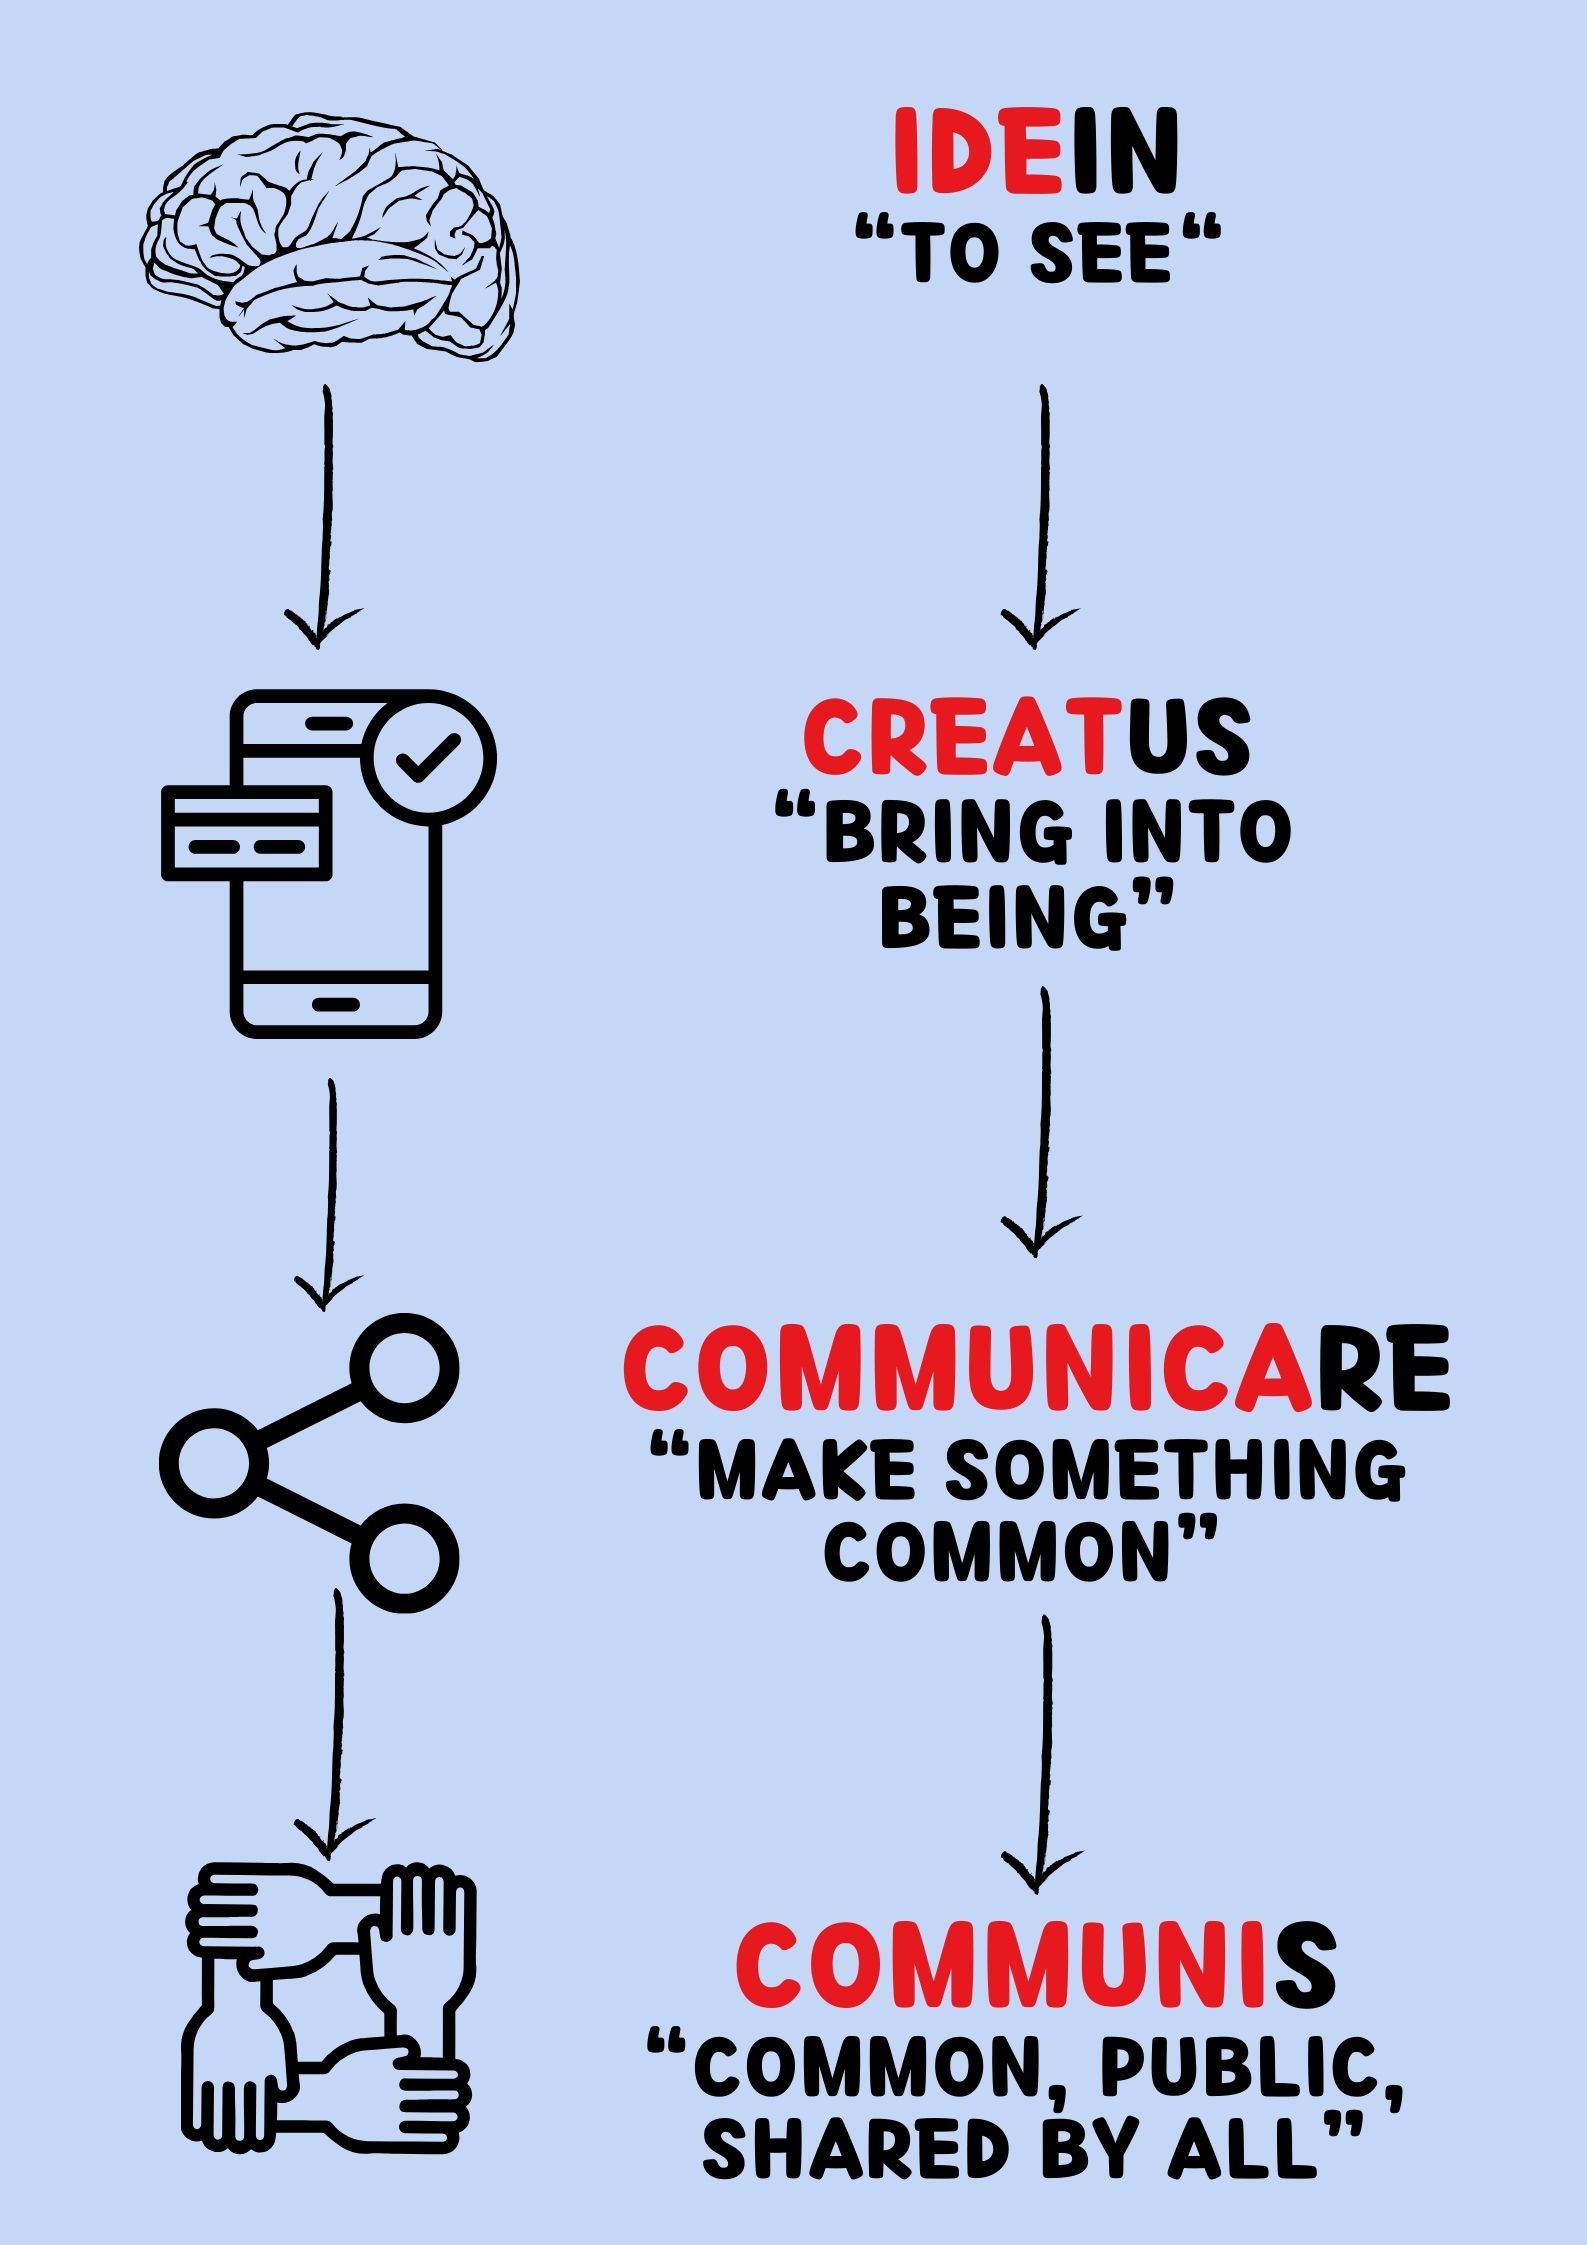 IDEIN
“TO SEE“
CREATUS
“BRING INTO
BEING”
COMMUNICARE
“MAKE SOMETHING
COMMON”
COMMUNIS
“COMMON, PUBLIC,
SHARED BY ALL”